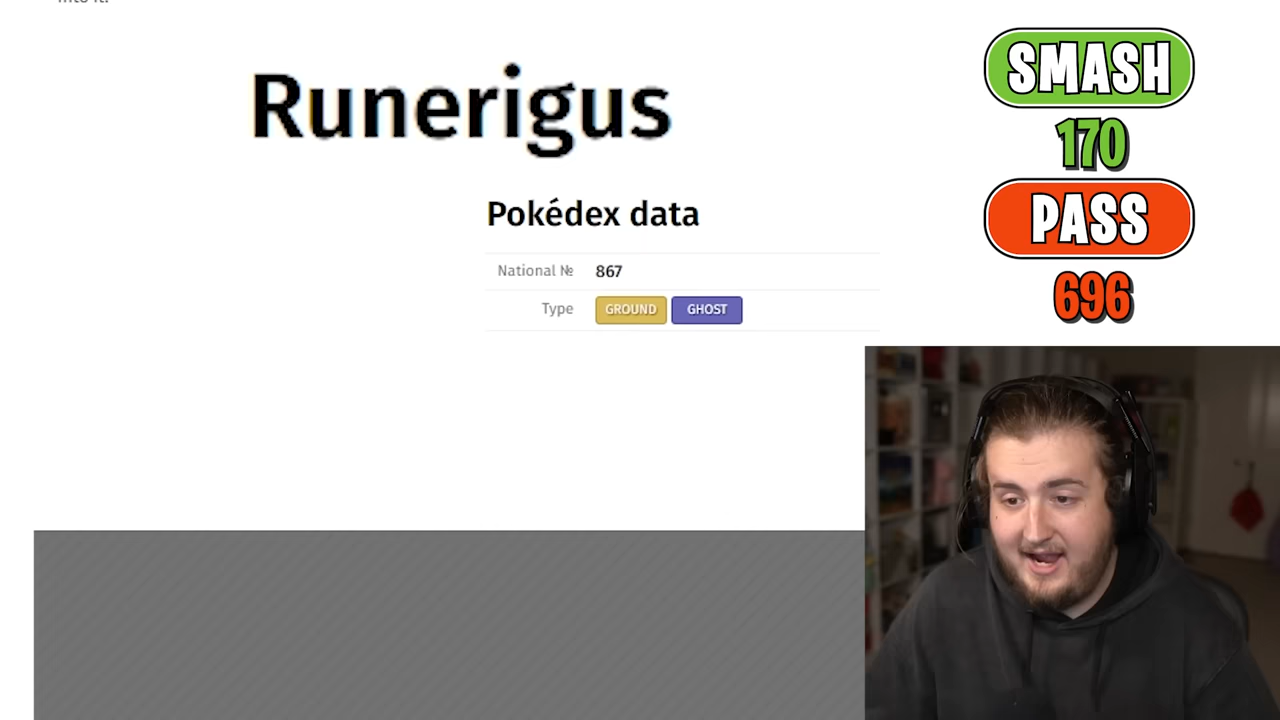 Runerigus
Pokédex data
National № 867
Type GROUND GHOST
SMASH
170
PASS
696